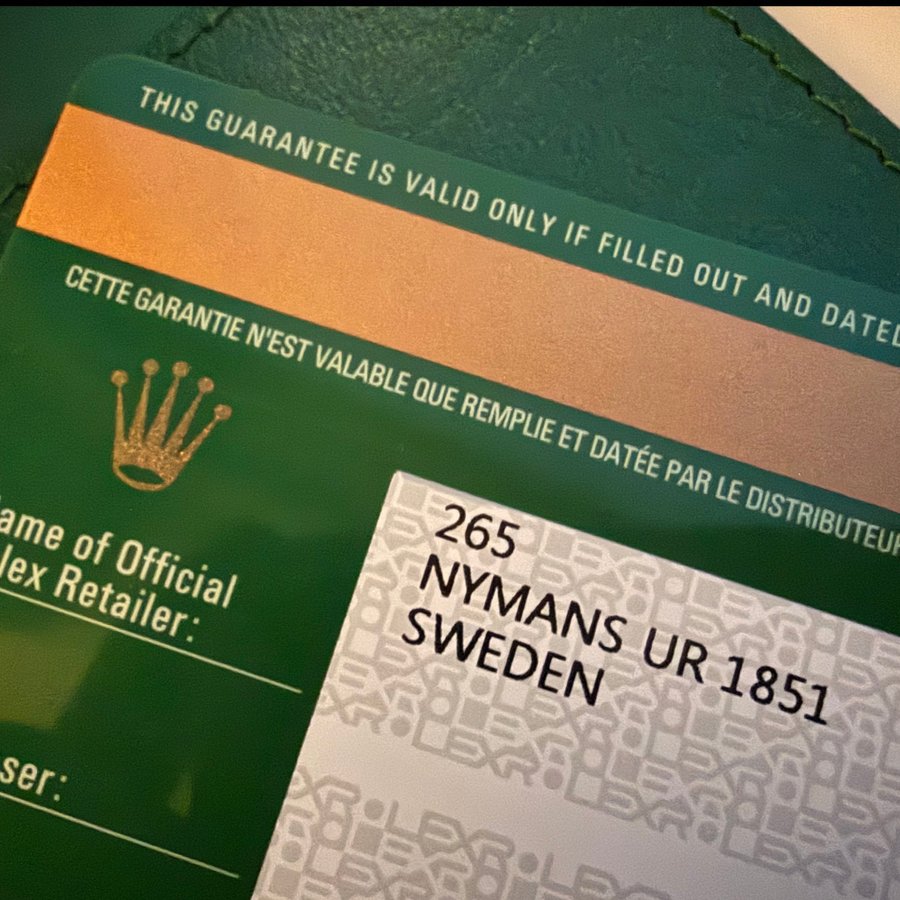 THIS GUARANTEE IS VALID ONLY IF FILLED OUT AND DATED
CETTE GARANTIE N'EST VALABLE QUE REMPLIE ET DATÉE PAR LE DISTRIBUTEUR
ame of Official
lex Retailer:
265
NYMANS UR 1851
SWEDEN
ser: